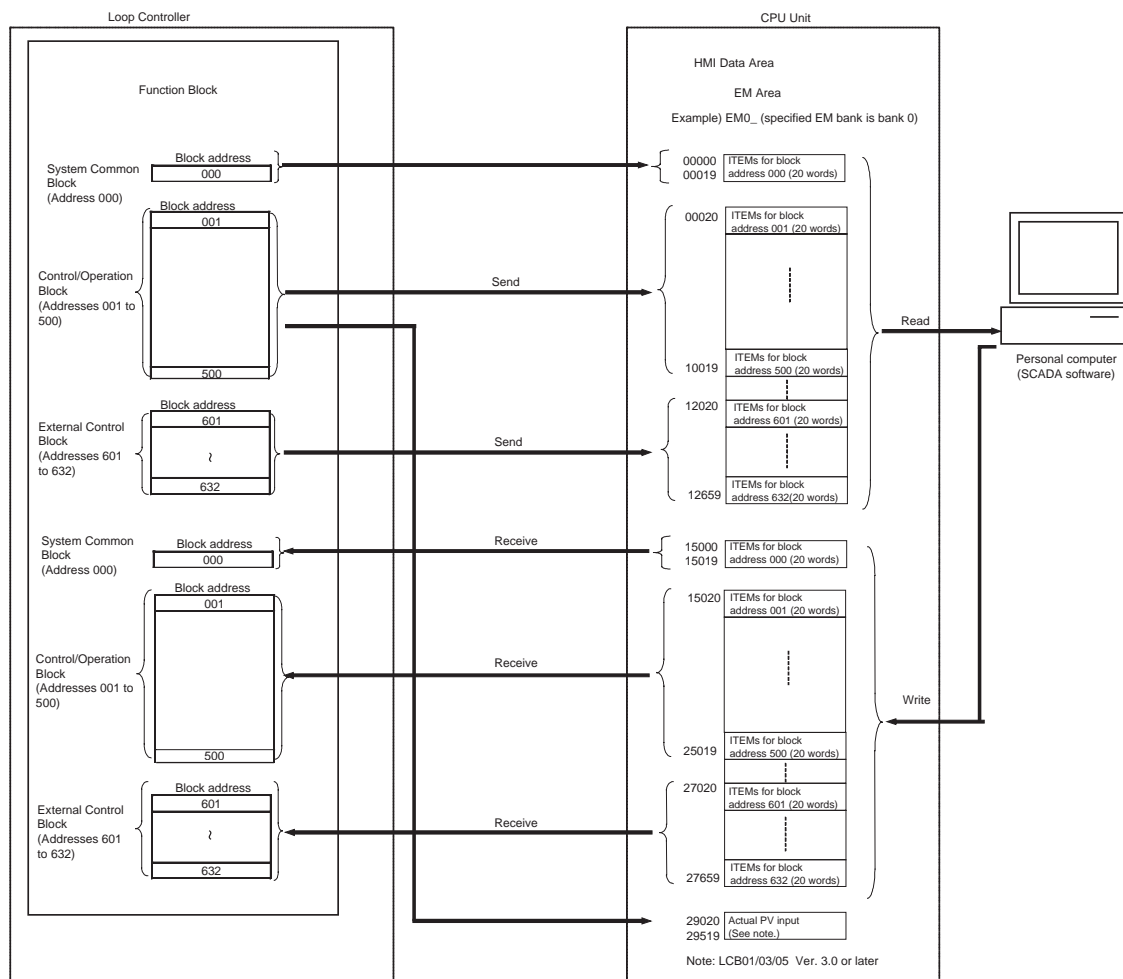 Loop Controller
CPU Unit
Function Block
HMI Data Area
EM Area
Example) EM0_ (specified EM bank is bank 0)
System Common
Block
(Address 000)
Block address
000
00000
00019
ITEMs for block
address 000 (20 words)
Control/Operation
Block
(Addresses 001 to
500)
Block address
001
500
Send
00020
ITEMs for block
address 001 (20 words)
10019
ITEMs for block
address 500 (20 words)
Read
Personal computer
(SCADA software)
External Control
Block
(Addresses 601
to 632)
Block address
601
~
632
Send
12020
ITEMs for block
address 601 (20 words)
12659
ITEMs for block
address 632(20 words)
System Common
Block
(Address 000)
Block address
000
Receive
15000
15019
ITEMs for block
address 000 (20 words)
Control/Operation
Block
(Addresses 001 to
500)
Block address
001
500
Receive
15020
ITEMs for block
address 001 (20 words)
25019
ITEMs for block
address 500 (20 words)
Write
External Control
Block
(Addresses 601
to 632)
Block address
601
~
632
Receive
27020
ITEMs for block
address 601 (20 words)
27659
ITEMs for block
address 632 (20 words)
29020
29519
Actual PV input
(See note.)
Note: LCB01/03/05 Ver. 3.0 or later